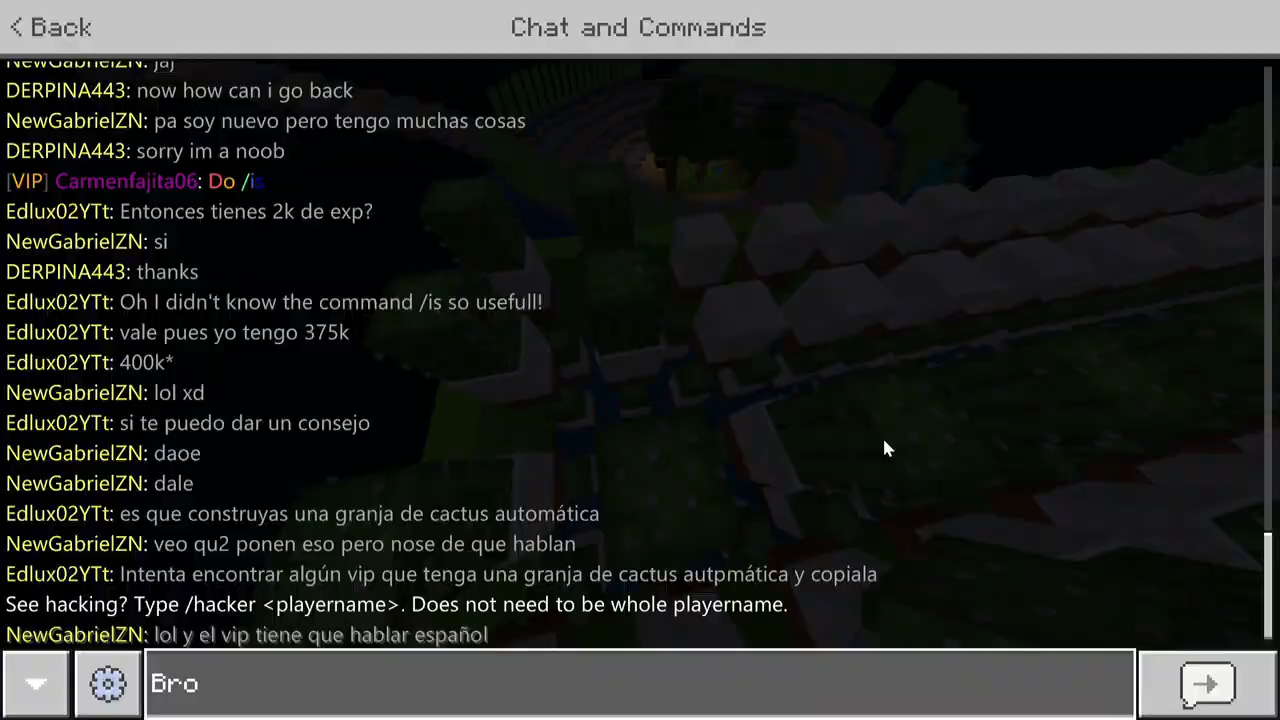 < Back
Chat and Commands
NewGabrielZN: jaj
DERPINA443: now how can i go back
NewGabrielZN: pa soy nuevo pero tengo muchas cosas
DERPINA443: sorry im a noob
[VIP] Carmenfajita06: Do /is
Edlux02YTt: Entonces tienes 2k de exp?
NewGabrielZN: si
DERPINA443: thanks
Edlux02YTt: Oh I didn't know the command /is so usefull!
Edlux02YTt: vale pues yo tengo 375k
Edlux02YTt: 400k*
NewGabrielZN: lol xd
Edlux02YTt: si te puedo dar un consejo
NewGabrielZN: daoe
NewGabrielZN: dale
Edlux02YTt: es que construyas una granja de cactus automática
NewGabrielZN: veo qu2 ponen eso pero nose de que hablan
Edlux02YTt: Intenta encontrar algún vip que tenga una granja de cactus autpmática y copiala
See hacking? Type /hacker <playername>. Does not need to be whole playername.
NewGabrielZN: lol y el vip tiene que hablar español
Bro